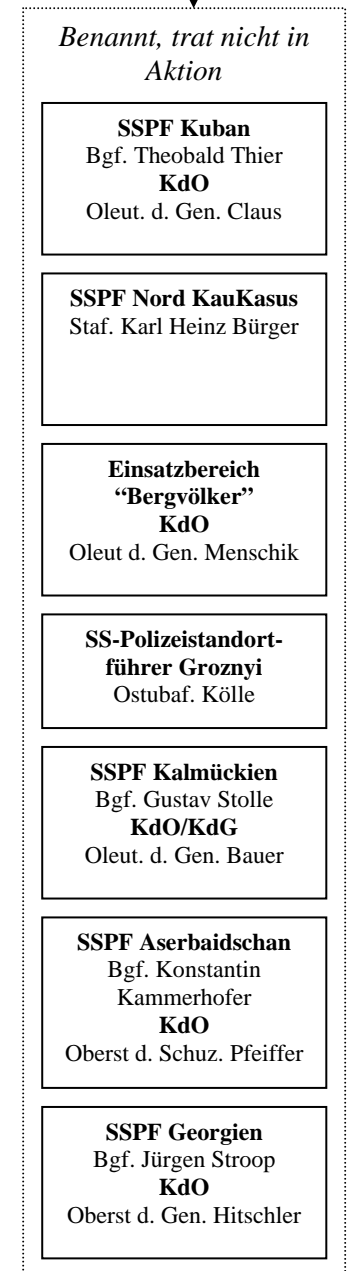 Benannt, trat nicht in
Aktion
SSPF Kuban
Bgf. Theobald Thier
KdO
Oleut. d. Gen. Claus
SSPF Nord KauKasus
Staf. Karl Heinz Bürger
Einsatzbereich
“Bergvölker”
KdO
Oleut d. Gen. Menschik
SS-Polizeistandort-
führer Groznyi
Ostubaf. Kölle
SSPF Kalmückien
Bgf. Gustav Stolle
KdO/KdG
Oleut. d. Gen. Bauer
SSPF Aserbaidschan
Bgf. Konstantin
Kammerhofer
KdO
Oberst d. Schuz. Pfeiffer
SSPF Georgien
Bgf. Jürgen Stroop
KdO
Oberst d. Gen. Hitschler